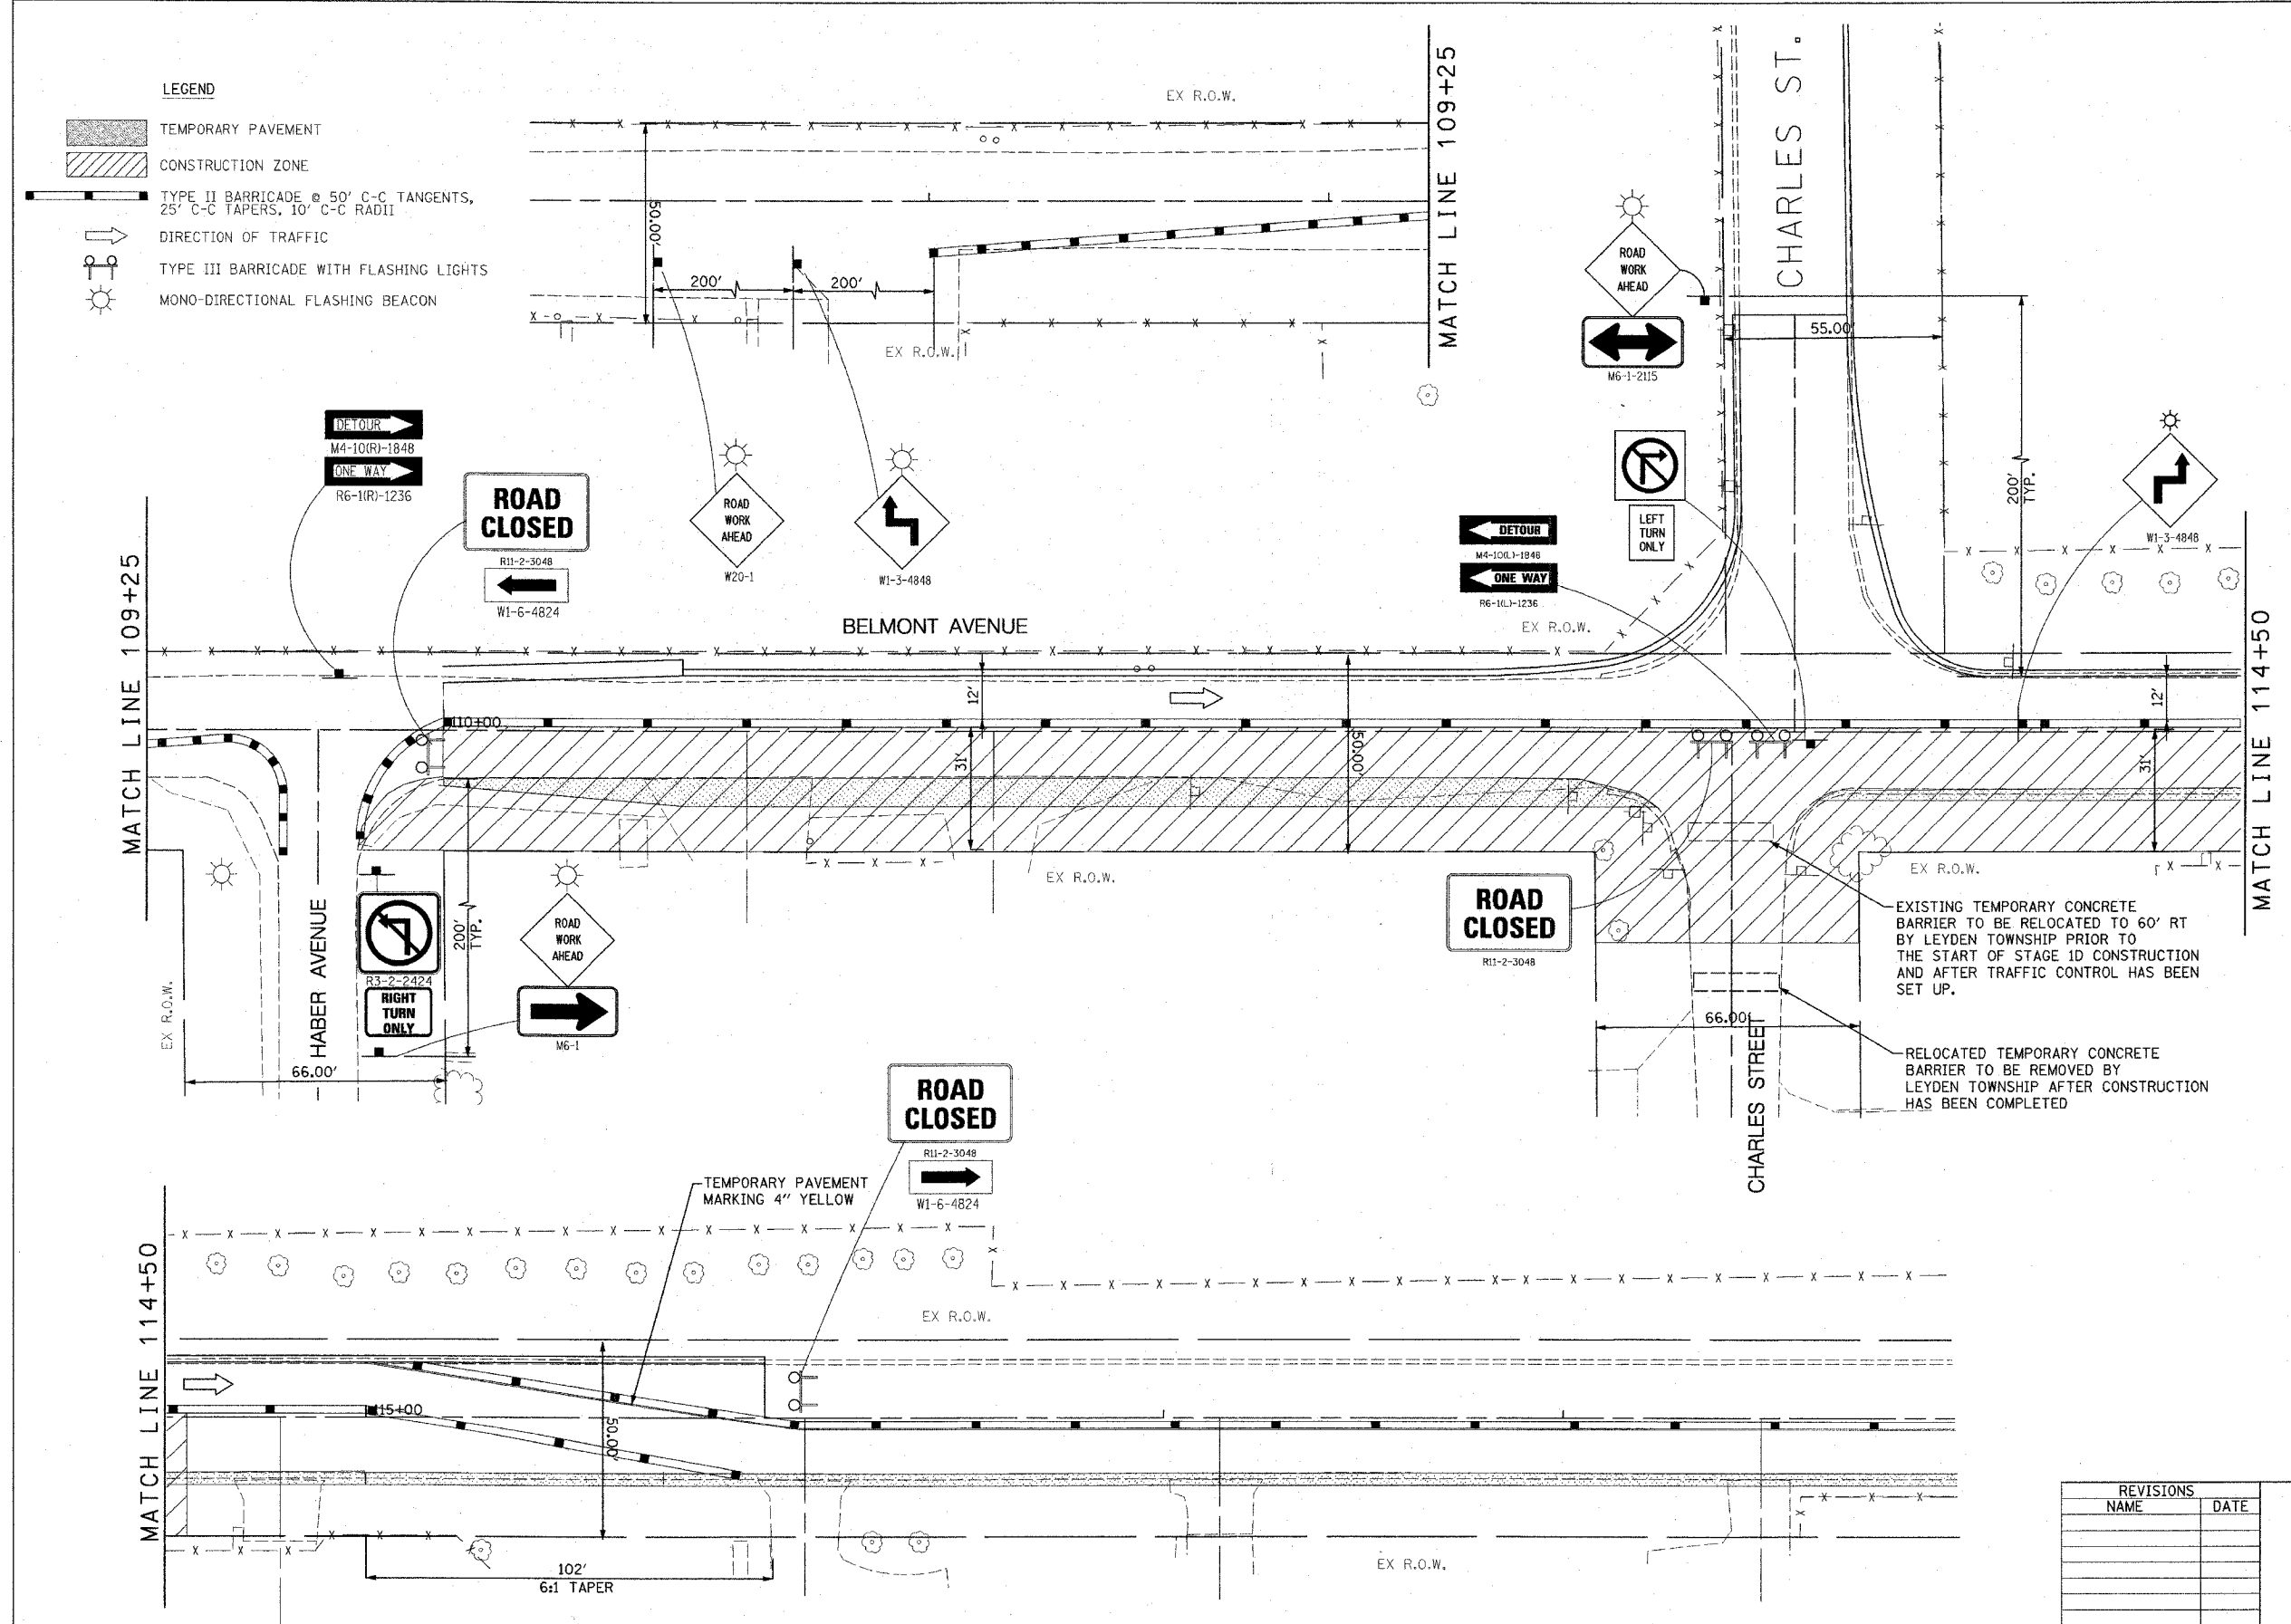 LEGEND
TEMPORARY PAVEMENT
CONSTRUCTION ZONE
TYPE II BARRICADE @ 50' C-C TANGENTS,
25' C-C TAPERS, 10' C-C RADII
DIRECTION OF TRAFFIC
TYPE III BARRICADE WITH FLASHING LIGHTS
MONO-DIRECTIONAL FLASHING BEACON
EX R.O.W.
50.00'
200'
200'
EX R.O.W.
MATCH LINE 109+25
CHARLES ST.
ROAD
WORK
AHEAD
M6-1-2115
55.00'
200'
TYP.
DETOUR
M4-10(R)-1848
ONE WAY
R6-1(R)-1236
ROAD
CLOSED
R11-2-3048
W1-6-4824
ROAD
WORK
AHEAD
W20-1
W1-3-4848
LEFT
TURN
ONLY
DETOUR
M4-10(L)-1848
ONE WAY
R6-1(L)-1236
W1-3-4848
MATCH LINE 109+25
BELMONT AVENUE
EX R.O.W.
110+00
12'
31'
50.00'
12'
31'
MATCH LINE 114+50
EX R.O.W.
HABER AVENUE
66.00'
R3-2-2424
RIGHT
TURN
ONLY
200'
TYP.
ROAD
WORK
AHEAD
M6-1
EX R.O.W.
ROAD
CLOSED
R11-2-3048
EX R.O.W.
EXISTING TEMPORARY CONCRETE
BARRIER TO BE RELOCATED TO 60' RT
BY LEYDEN TOWNSHIP PRIOR TO
THE START OF STAGE 1D CONSTRUCTION
AND AFTER TRAFFIC CONTROL HAS BEEN
SET UP.
66.00'
CHARLES STREET
RELOCATED TEMPORARY CONCRETE
BARRIER TO BE REMOVED BY
LEYDEN TOWNSHIP AFTER CONSTRUCTION
HAS BEEN COMPLETED
ROAD
CLOSED
R11-2-3048
W1-6-4824
TEMPORARY PAVEMENT
MARKING 4" YELLOW
MATCH LINE 114+50
EX R.O.W.
115+00
50.00'
102'
6:1 TAPER
EX R.O.W.
REVISIONS
NAME DATE